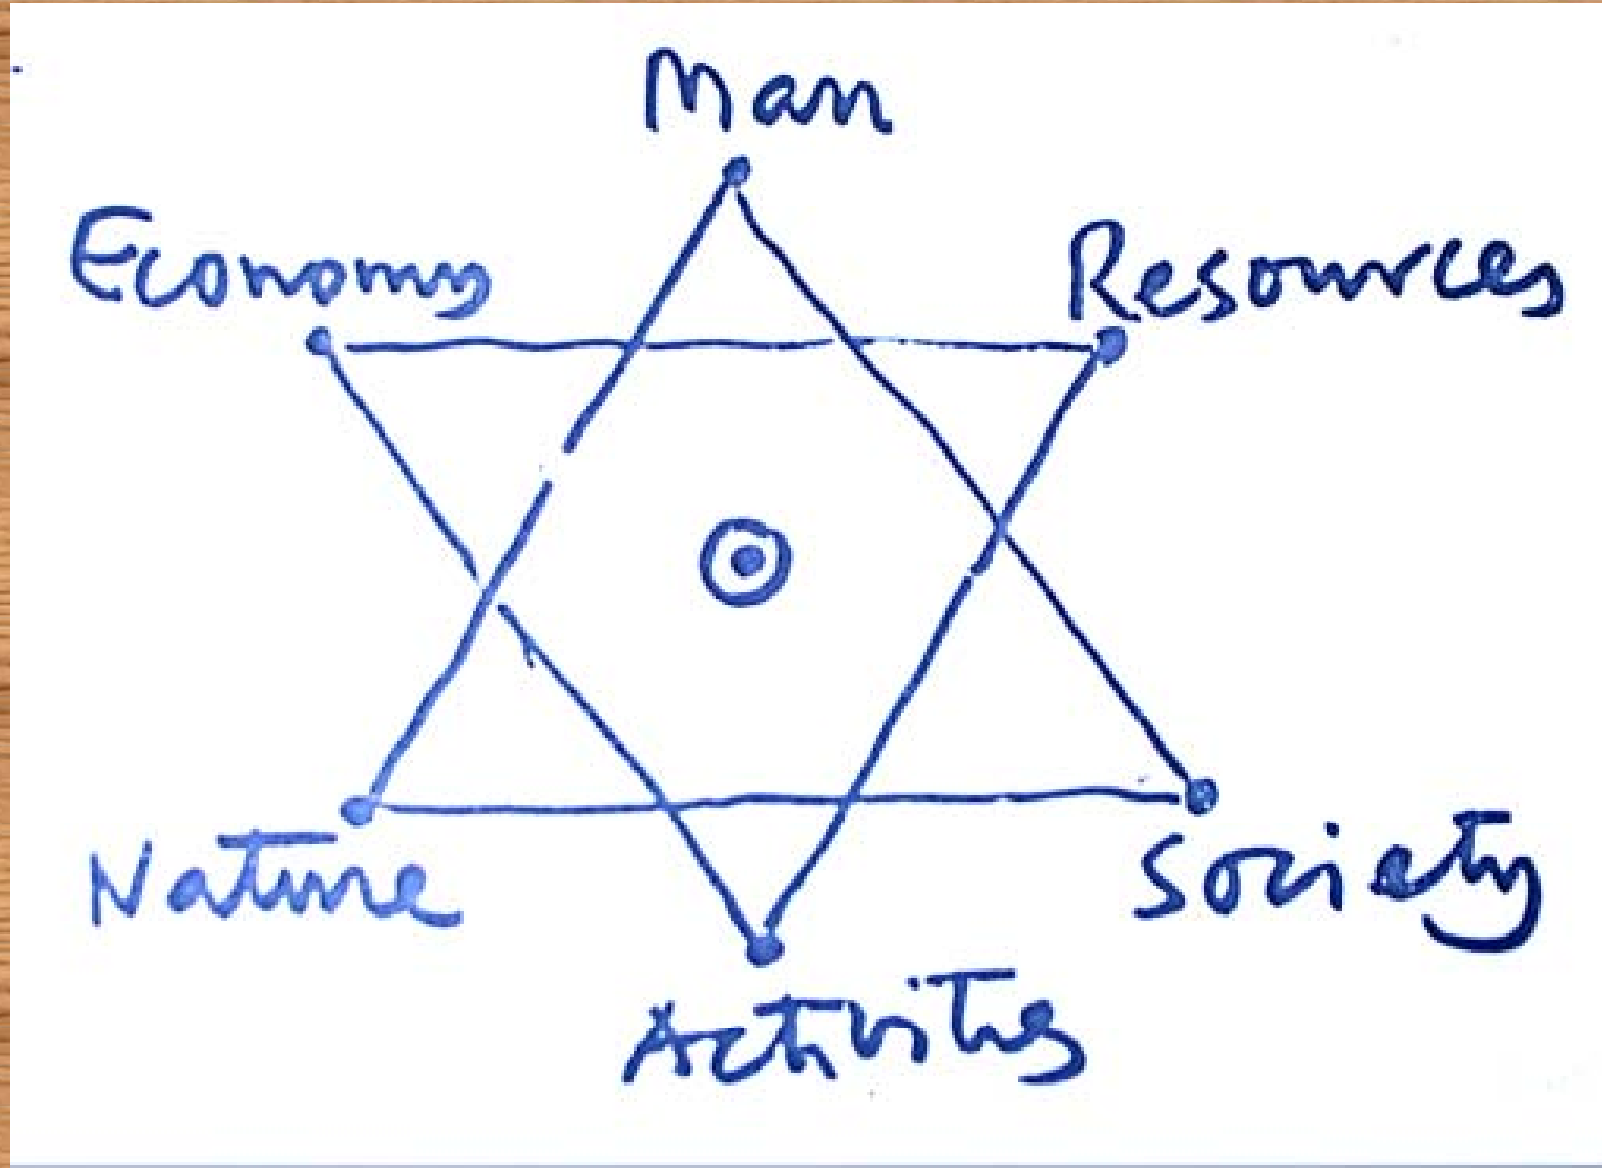 Man
Economy
Resources
Nature
Society
Activities